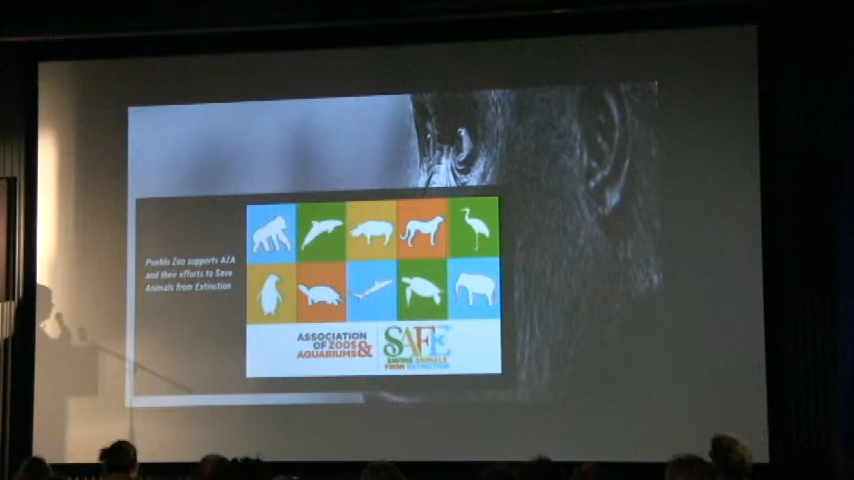 Pueblo Zoo supports AZA
and their efforts to Save
Animals from Extinction
ASSOCIATION
OF ZOOS
AQUARIUMS &
SAFE
SAVING ANIMALS
FROM EXTINCTION